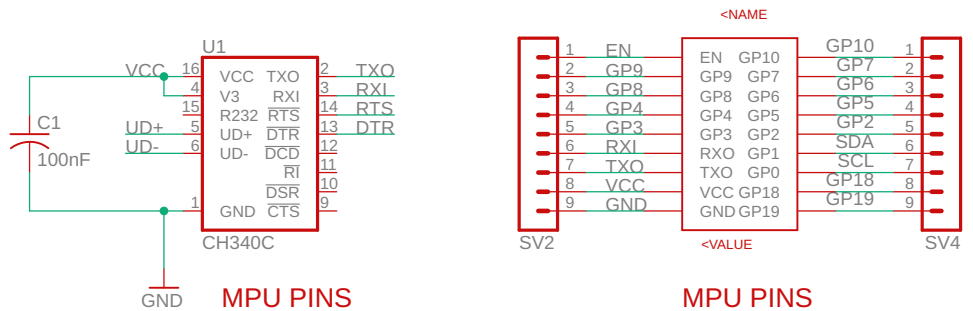 <NAME
U1
VCC 16 VCC TXO 2 TXO
4 V3 RXI 3 RXI
15 R232 RTS 14 RTS
UD+ 5 UD+ DTR 13 DTR
UD- 6 UD- DCD 12
RI 11
DSR 10
1 GND CTS 9
CH340C
C1
100nF
GND
MPU PINS
1 EN EN GP10 GP10 1
2 GP9 GP9 GP7 GP7 2
3 GP8 GP8 GP6 GP6 3
4 GP4 GP4 GP5 GP5 4
5 GP3 GP3 GP2 GP2 5
6 RXI RXO GP1 SDA 6
7 TXO TXO GP0 SCL 7
8 VCC VCC GP18 GP18 8
9 GND GND GP19 GP19 9
SV2
<VALUE
SV4
MPU PINS